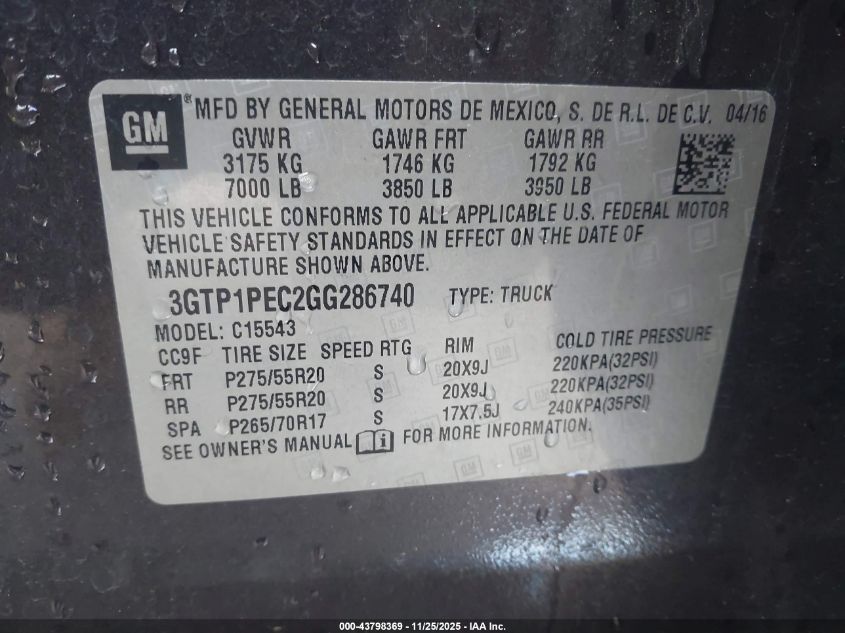 GM ® MFD BY GENERAL MOTORS DE MEXICO, S. DE R.L. DE C.V. 04/16
GVWR GAWR FRT GAWR RR
3175 KG 1746 KG 1792 KG
7000 LB 3850 LB 3950 LB
THIS VEHICLE CONFORMS TO ALL APPLICABLE U.S. FEDERAL MOTOR
VEHICLE SAFETY STANDARDS IN EFFECT ON THE DATE OF
MANUFACTURE SHOWN ABOVE.
3GTP1PEC2GG286740 TYPE: TRUCK
MODEL: C15543
CC9F TIRE SIZE SPEED RTG RIM COLD TIRE PRESSURE
FRT P275/55R20 S 20X9J 220KPA(32PSI)
RR P275/55R20 S 20X9J 220KPA(32PSI)
SPA P265/70R17 S 17X7.5J 240KPA(35PSI)
SEE OWNER'S MANUAL FOR MORE INFORMATION.
000-43798369 - 11/25/2025 - IAA Inc.